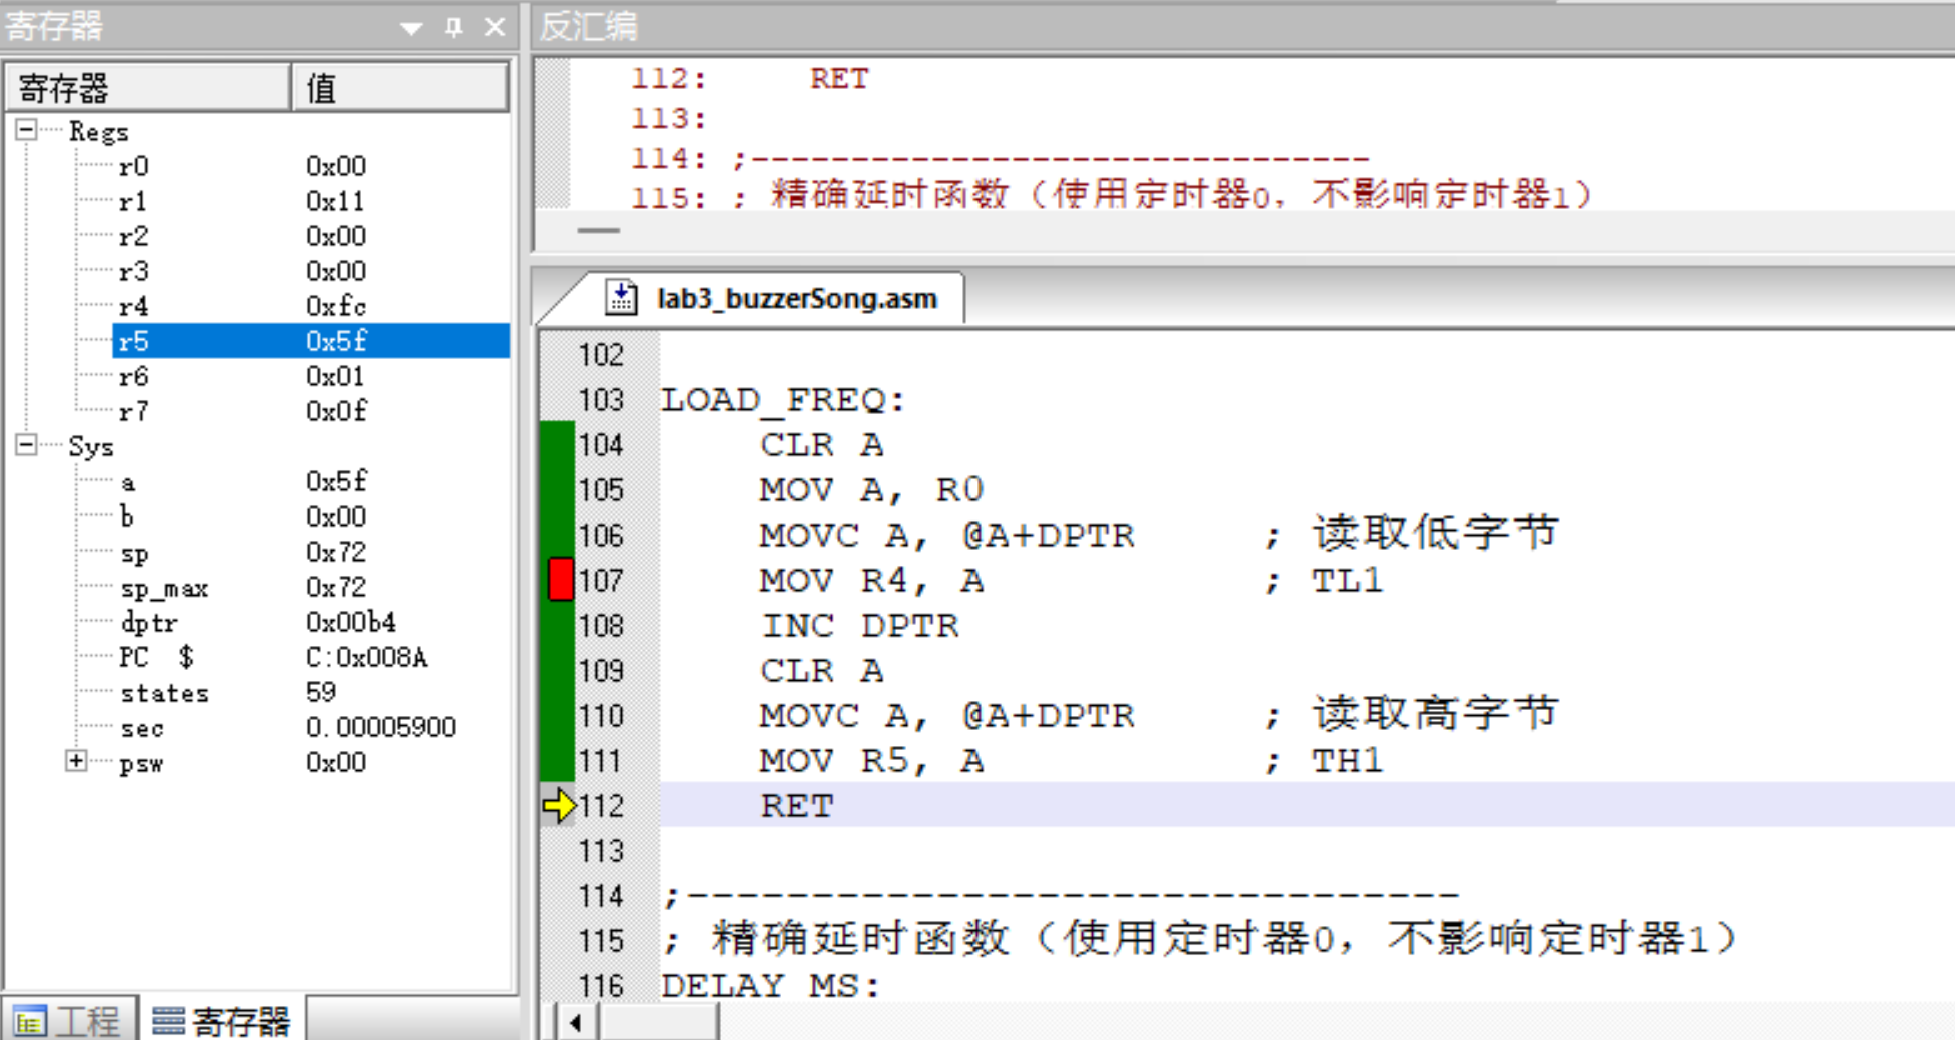 寄存器
寄存器 值
Regs
r0 0x00
r1 0x11
r2 0x00
r3 0x00
r4 0xfc
r5 0x5f
r6 0x01
r7 0x0f
Sys
a 0x5f
b 0x00
sp 0x72
sp_max 0x72
dptr 0x00b4
PC $ C:0x008A
states 59
sec 0.00005900
psw 0x00
工程 寄存器
反汇编
112: RET
113:
114: ;-------------------------------
115: ; 精确延时函数（使用定时器0, 不影响定时器1）
lab3_buzzerSong.asm
102
103 LOAD_FREQ:
104 CLR A
105 MOV A, R0
106 MOVC A, @A+DPTR ; 读取低字节
107 MOV R4, A ; TL1
108 INC DPTR
109 CLR A
110 MOVC A, @A+DPTR ; 读取高字节
111 MOV R5, A ; TH1
112 RET
113
114 ;-------------------------------
115 ; 精确延时函数（使用定时器0, 不影响定时器1）
116 DELAY_MS: